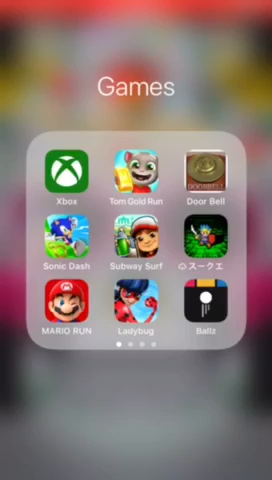 Games
Xbox
Tom Gold Run
DOORBELL
Door Bell
Sonic Dash
Subway Surf
スークエ
MARIO RUN
Ladybug
Ballz